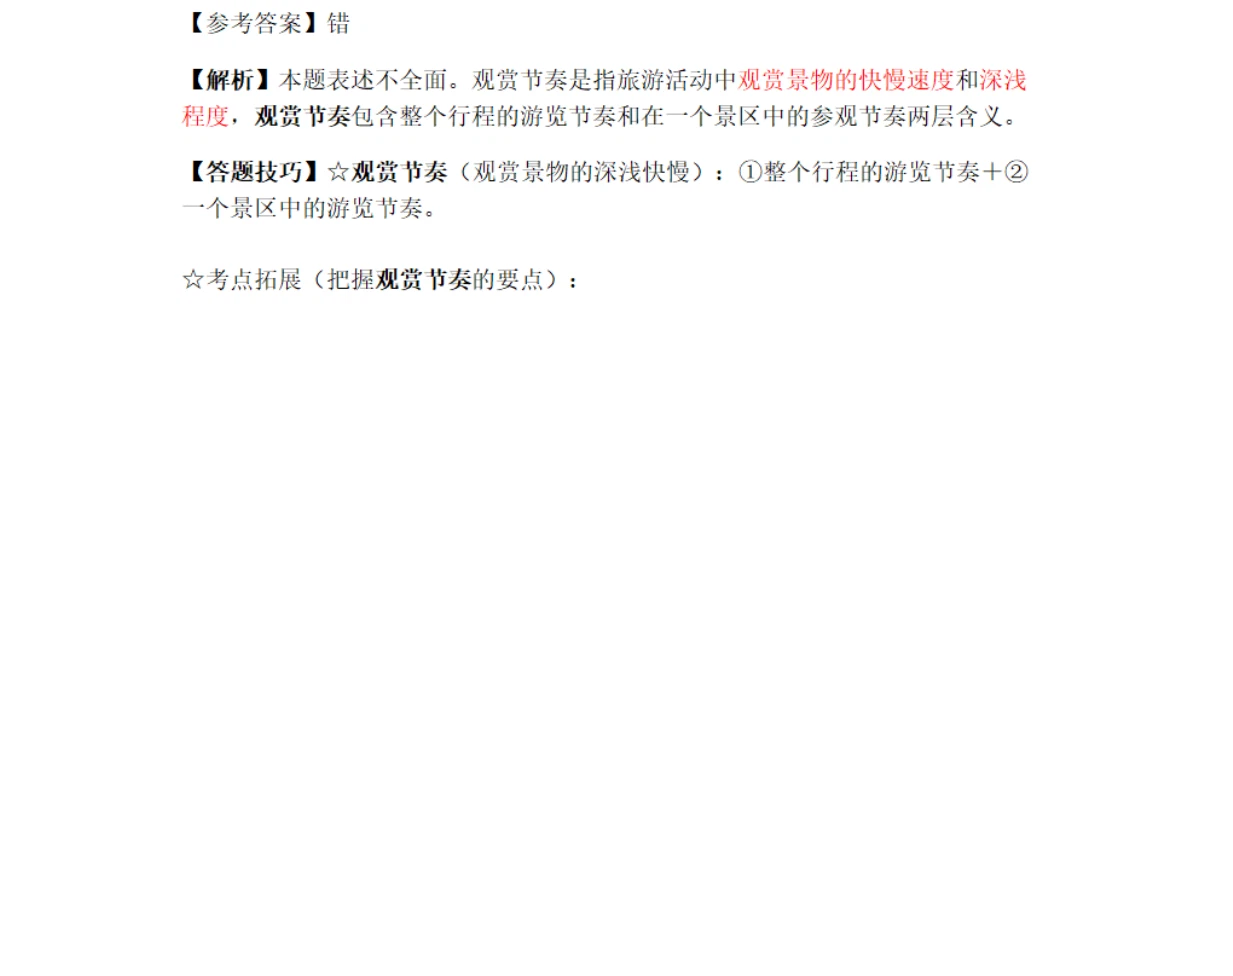 【参考答案】错
【解析】本题表述不全面。观赏节奏是指旅游活动中观赏景物的快慢速度和深浅
程度，观赏节奏包含整个行程的游览节奏和在一个景区中的参观节奏两层含义。
【答题技巧】☆观赏节奏（观赏景物的深浅快慢）：①整个行程的游览节奏＋②
一个景区中的游览节奏。
☆考点拓展（把握观赏节奏的要点）：